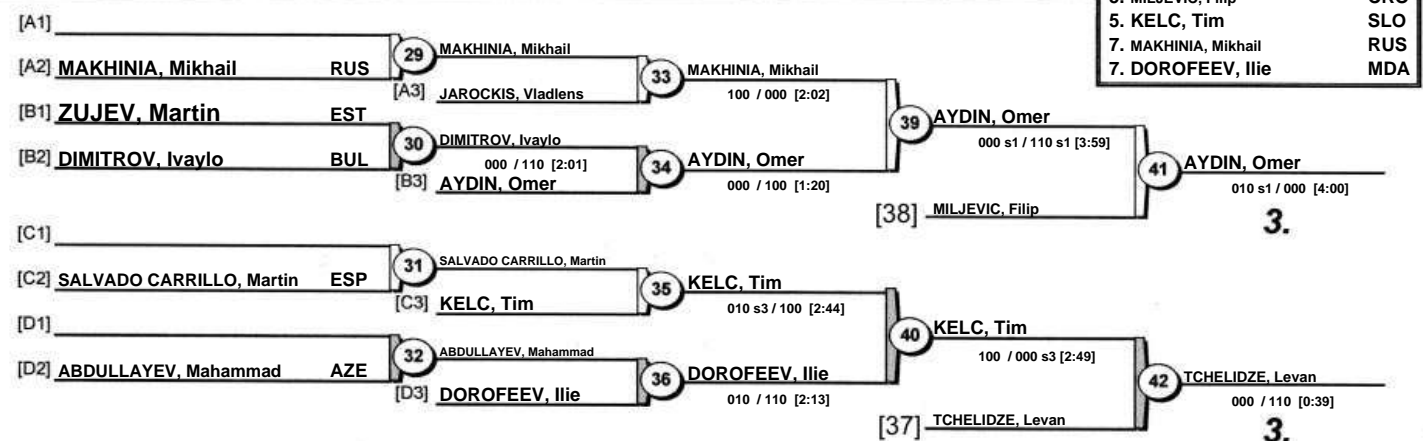 MILJEVIC, Filip
5. KELC, Tim SLO
7. MAKHINIA, Mikhail RUS
7. DOROFEEV, Ilie MDA
[A1]
29 MAKHINIA, Mikhail
[A2] MAKHINIA, Mikhail RUS
33 MAKHINIA, Mikhail
100 / 000 [2:02]
[A3] JAROCKIS, Vladlens
[B1] ZUJEV, Martin EST
39 AYDIN, Omer
000 s1 / 110 s1 [3:59]
30 DIMITROV, Ivaylo
000 / 110 [2:01]
[B2] DIMITROV, Ivaylo BUL
34 AYDIN, Omer
000 / 100 [1:20]
[B3] AYDIN, Omer
41 AYDIN, Omer
010 s1 / 000 [4:00]
[38] MILJEVIC, Filip
3.
[C1]
31 SALVADO CARRILLO, Martin
[C2] SALVADO CARRILLO, Martin ESP
35 KELC, Tim
010 s3 / 100 [2:44]
[C3] KELC, Tim
[D1]
40 KELC, Tim
100 / 000 s3 [2:49]
32 ABDULLAYEV, Mahammad
[D2] ABDULLAYEV, Mahammad AZE
36 DOROFEEV, Ilie
010 / 110 [2:13]
[D3] DOROFEEV, Ilie
42 TCHELIDZE, Levan
000 / 110 [0:39]
[37] TCHELIDZE, Levan
3.